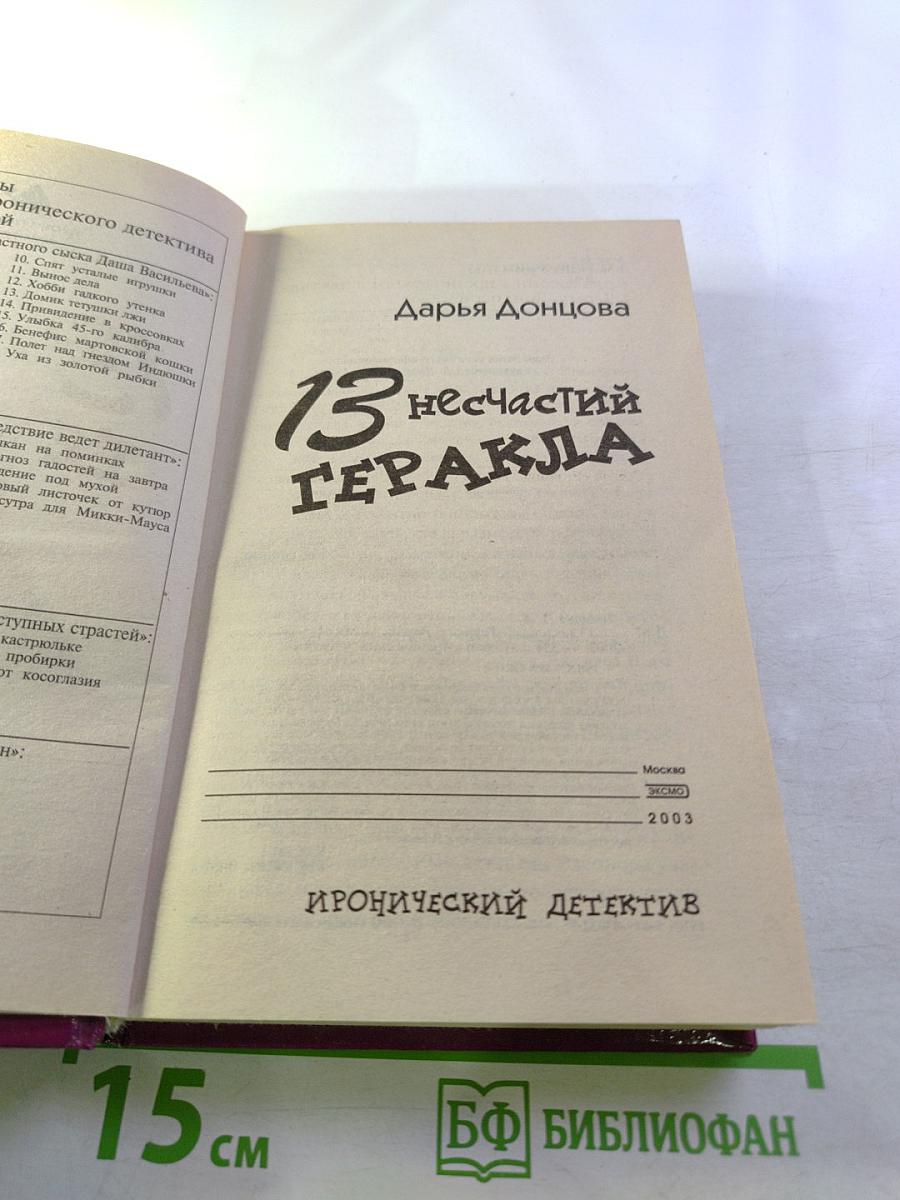 ронического детектива
астного сыска Даша Васильева»:
10. Спят усталые игрушки
11. Вынос дела
12. Хобби гадкого утенка
13. Домик тетушки лжи
14. Привидение в кроссовках
15. Улыбка 45-го калибра
6. Бенефис мартовской кошки
7. Полет над гнездом Индюшки
Уха из золотой рыбки
едствие ведет дилетант»:
кан на поминках
гноз гадостей на завтра
дение под мухой
овый листочек от кутюр
сутра для Микки-Мауса
ступных страстей»:
кастрюльке
пробирки
от косоглазия
н»:
Дарья Донцова
13 несчастий
ГЕРАКЛА
Москва
ЭКСМО
2003
ИРОНИЧЕСКИЙ ДЕТЕКТИВ
15 см
БФ БИБЛИОФАН